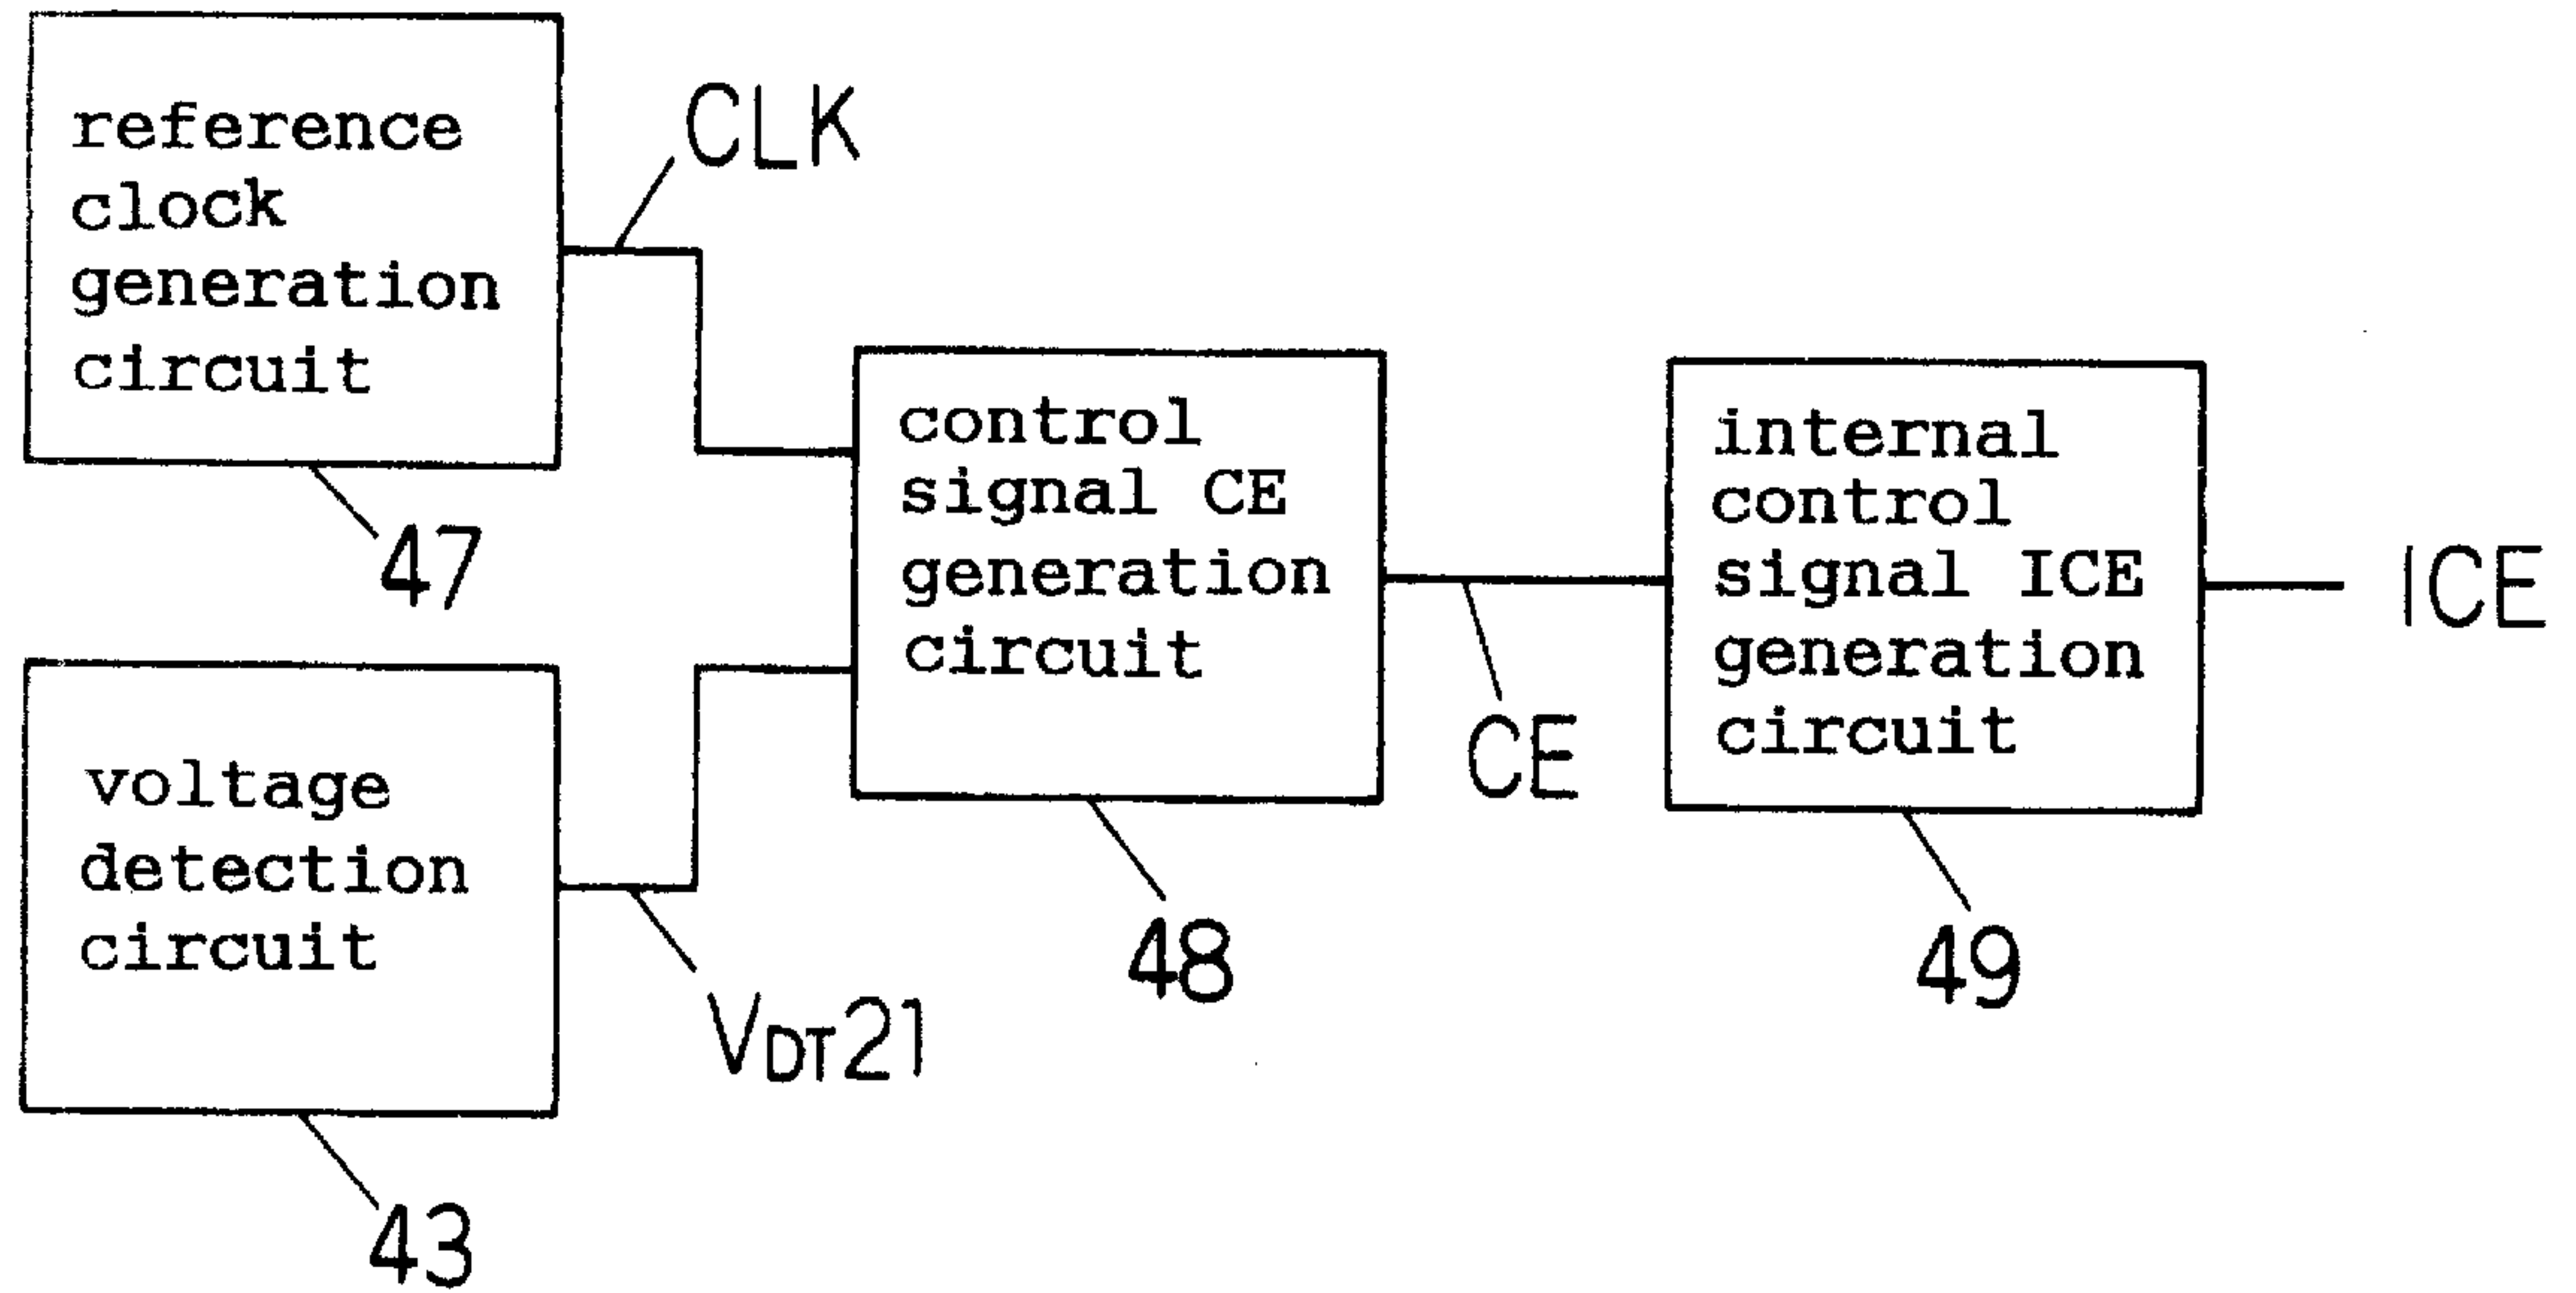 reference
clock
generation
circuit
CLK
47
voltage
detection
circuit
VDT21
43
control
signal CE
generation
circuit
CE
48
internal
control
signal ICE
generation
circuit
49
ICE